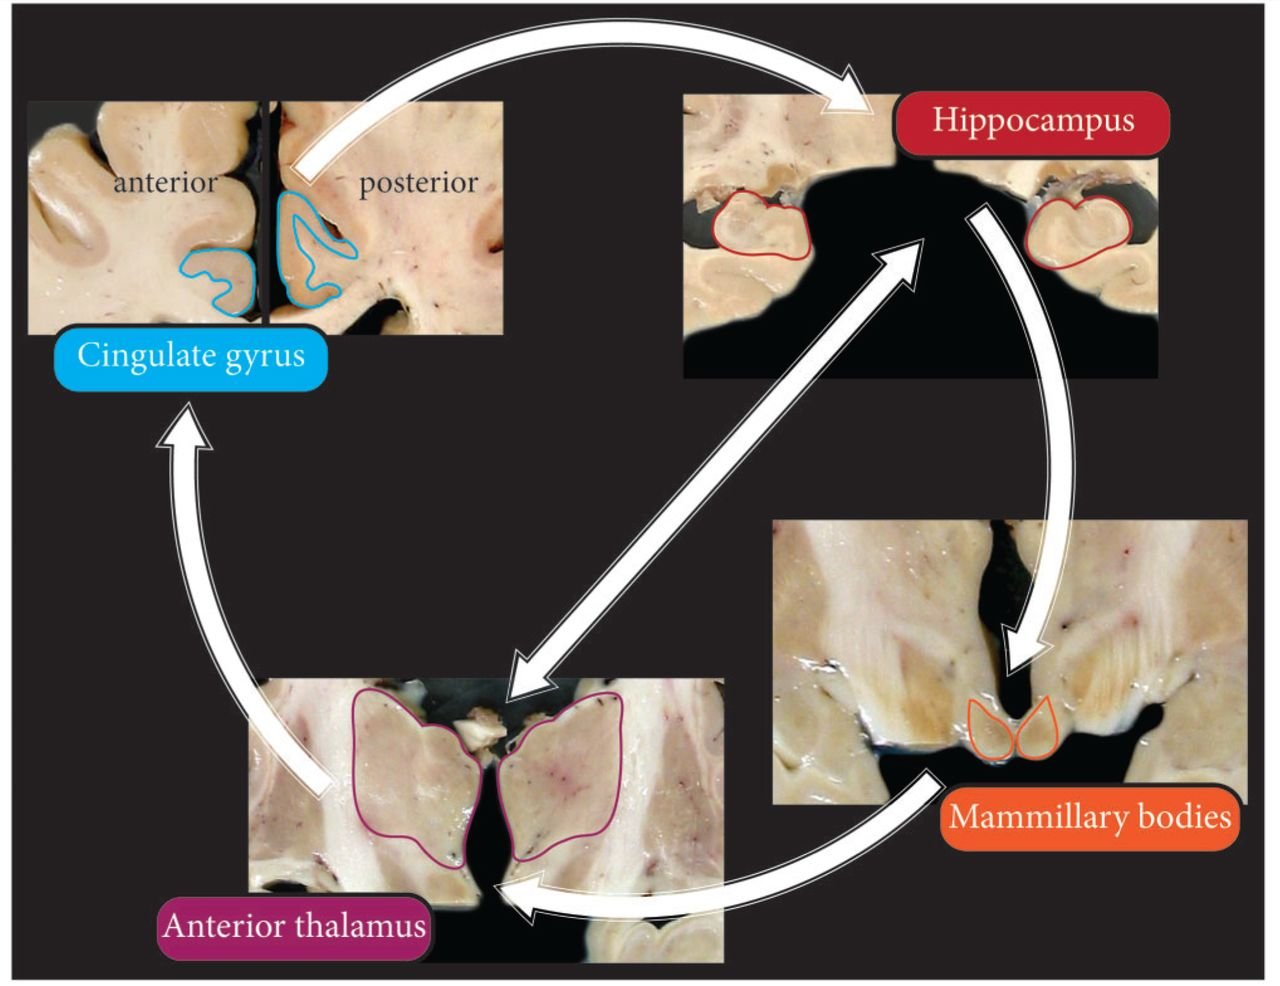 anterior
posterior
Cingulate gyrus
Hippocampus
Mammillary bodies
Anterior thalamus